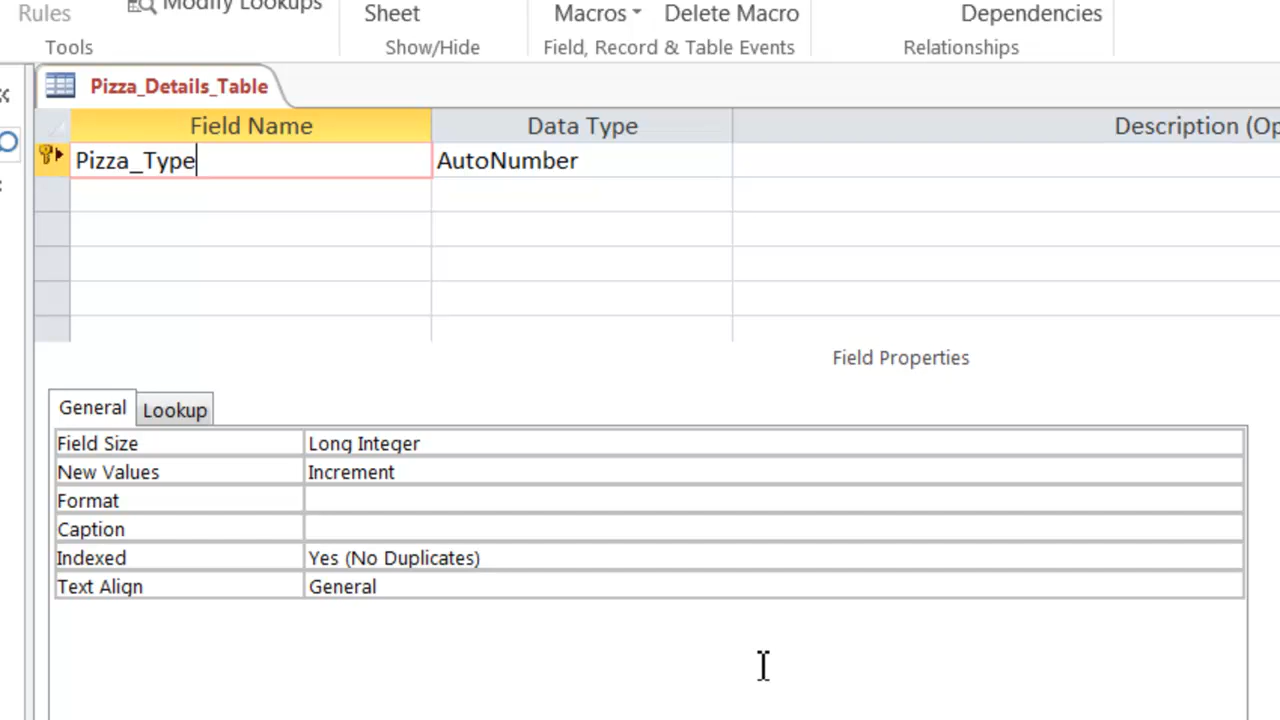 Rules
Modify Lookups
Sheet
Macros
Delete Macro
Dependencies
Tools
Show/Hide
Field, Record & Table Events
Relationships
Pizza_Details_Table
Field Name
Data Type
Description (Op
Pizza_Type
AutoNumber
Field Properties
General
Lookup
Field Size
Long Integer
New Values
Increment
Format
Caption
Indexed
Yes (No Duplicates)
Text Align
General